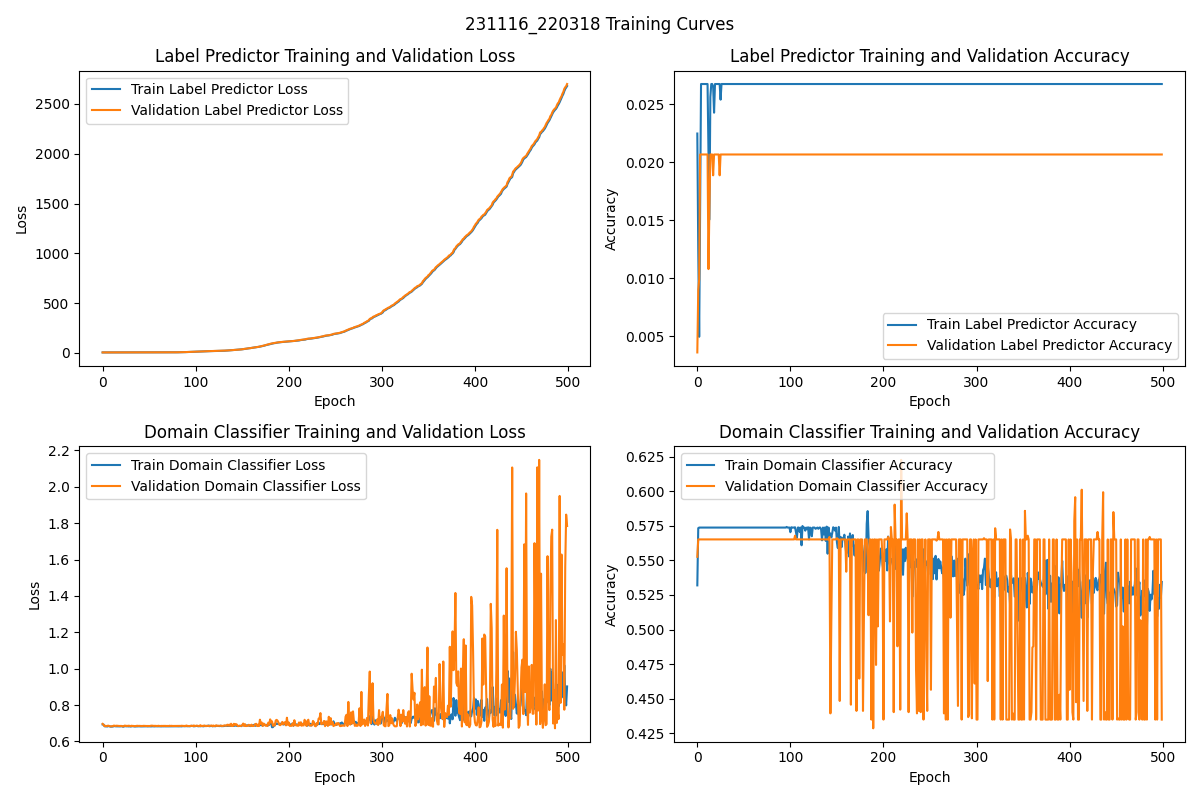 231116_220318 Training Curves
Label Predictor Training and Validation Loss
Train Label Predictor Loss
Validation Label Predictor Loss
2500
2000
1500
1000
500
0
Loss
0 100 200 300 400 500
Epoch
Label Predictor Training and Validation Accuracy
0.025
0.020
0.015
0.010
0.005
Accuracy
Train Label Predictor Accuracy
Validation Label Predictor Accuracy
0 100 200 300 400 500
Epoch
Domain Classifier Training and Validation Loss
Train Domain Classifier Loss
Validation Domain Classifier Loss
2.2
2.0
1.8
1.6
1.4
1.2
1.0
0.8
0.6
Loss
0 100 200 300 400 500
Epoch
Domain Classifier Training and Validation Accuracy
Train Domain Classifier Accuracy
Validation Domain Classifier Accuracy
0.625
0.600
0.575
0.550
0.525
0.500
0.475
0.450
0.425
Accuracy
0 100 200 300 400 500
Epoch